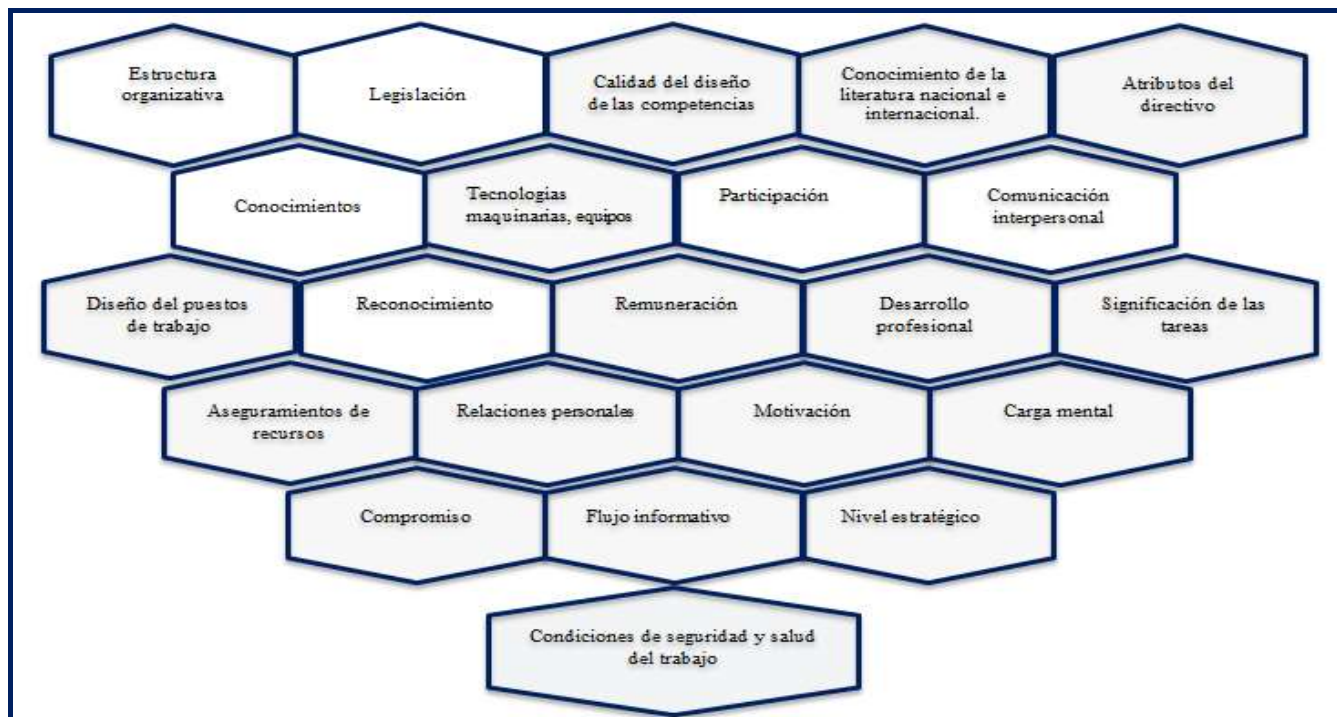 Estructura
organizativa
Legislación
Calidad del diseño
de las competencias
Conocimiento de la
literatura nacional e
internacional.
Atributos del
directivo
Conocimientos
Tecnologías
maquinarias, equipos
Participación
Comunicación
interpersonal
Diseño del puestos
de trabajo
Reconocimiento
Remuneración
Desarrollo
profesional
Significación de las
tareas
Aseguramientos de
recursos
Relaciones personales
Motivación
Carga mental
Compromiso
Flujo informativo
Nivel estratégico
Condiciones de seguridad y salud
del trabajo